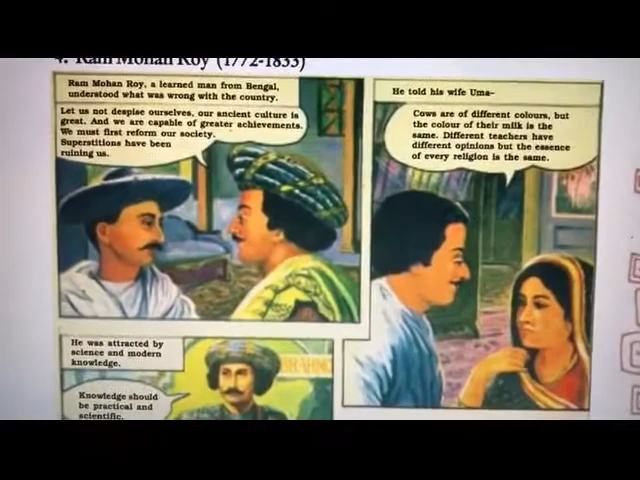 4. Ram Mohan Roy (1772-1833)
Ram Mohan Roy, a learned man from Bengal,
understood what was wrong with the country.
Let us not despise ourselves, our ancient culture is
great. And we are capable of greater achievements.
We must first reform our society.
Superstitions have been
ruining us.
He told his wife Uma-
Cows are of different colours, but
the colour of their milk is the
same. Different teachers have
different opinions but the essence
of every religion is the same.
He was attracted by
science and modern
knowledge.
Knowledge should
be practical and
scientific.
BRAHMO